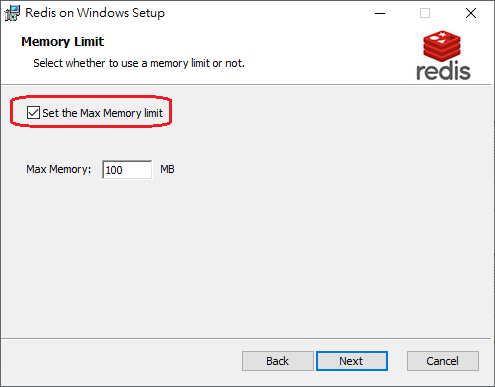 Redis on Windows Setup
Memory Limit
Select whether to use a memory limit or not.
redis
Set the Max Memory limit
Max Memory: 100 MB
Back Next Cancel